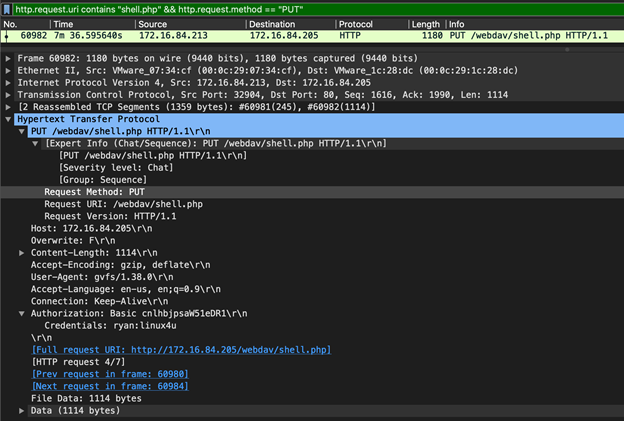 http.request.uri contains "shell.php" && http.request.method == "PUT"
No. Time Source Destination Protocol Length Info
60982 7m 36.595640s 172.16.84.213 172.16.84.205 HTTP 1180 PUT /webdav/shell.php HTTP/1.1
Frame 60982: 1180 bytes on wire (9440 bits), 1180 bytes captured (9440 bits)
Ethernet II, Src: VMware_07:34:cf (00:0c:29:07:34:cf), Dst: VMware_1c:28:dc (00:0c:29:1c:28:dc)
Internet Protocol Version 4, Src: 172.16.84.213, Dst: 172.16.84.205
Transmission Control Protocol, Src Port: 32904, Dst Port: 80, Seq: 1616, Ack: 1990, Len: 1114
[2 Reassembled TCP Segments (1359 bytes): #60981(245), #60982(1114)]
Hypertext Transfer Protocol
PUT /webdav/shell.php HTTP/1.1\r\n
[Expert Info (Chat/Sequence): PUT /webdav/shell.php HTTP/1.1\r\n]
[PUT /webdav/shell.php HTTP/1.1\r\n]
[Severity level: Chat]
[Group: Sequence]
Request Method: PUT
Request URI: /webdav/shell.php
Request Version: HTTP/1.1
Host: 172.16.84.205\r\n
Overwrite: F\r\n
Content-Length: 1114\r\n
Accept-Encoding: gzip, deflate\r\n
User-Agent: gvfs/1.38.0\r\n
Accept-Language: en-us, en;q=0.9\r\n
Connection: Keep-Alive\r\n
Authorization: Basic cnlhbjpsaW51eDR1\r\n
Credentials: ryan:linux4u
\r\n
[Full request URI: http://172.16.84.205/webdav/shell.php]
[HTTP request 4/7]
[Prev request in frame: 60980]
[Next request in frame: 60984]
File Data: 1114 bytes
Data (1114 bytes)